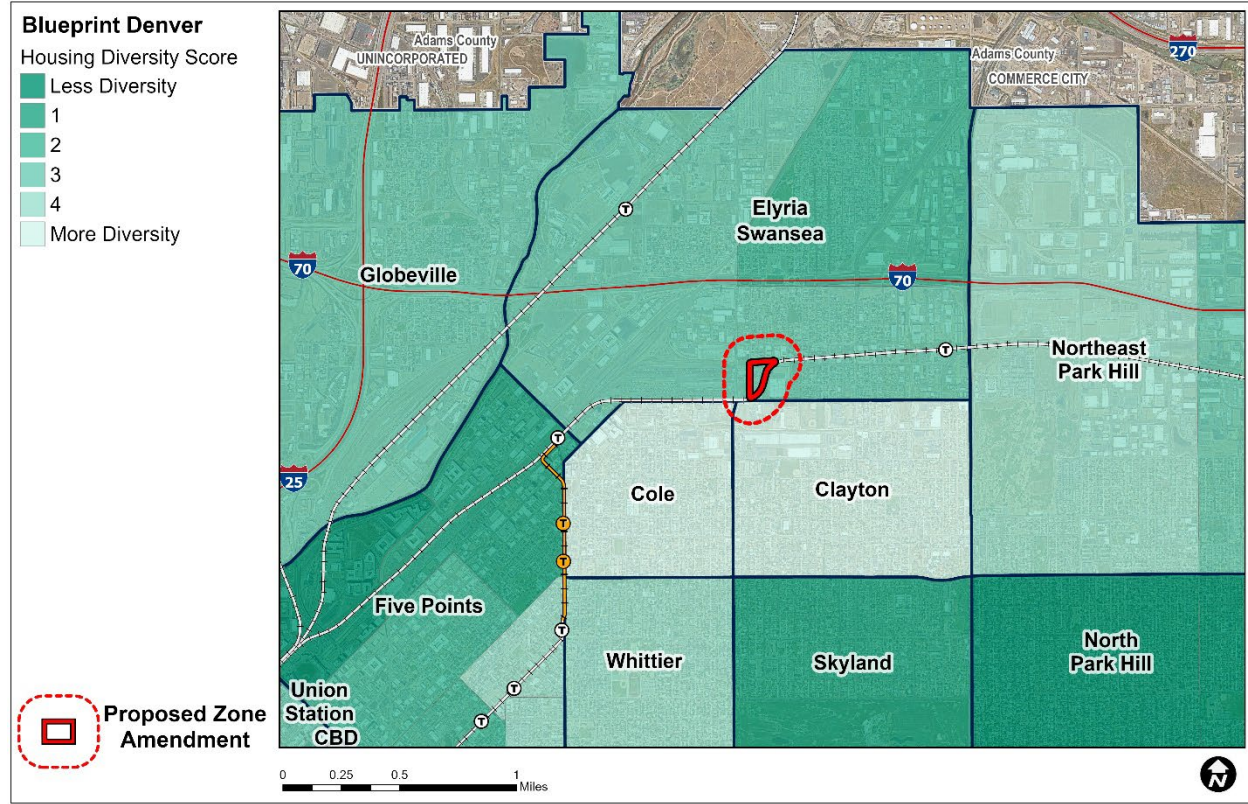 Blueprint Denver
Housing Diversity Score
Less Diversity
1
2
3
4
More Diversity
Proposed Zone
Amendment
Adams County
UNINCORPORATED
Adams County
COMMERCE CITY
270
Elyria
Swansea
70
Globeville
70
Northeast
Park Hill
T
T
T
25
Cole
Clayton
T
T
Five Points
T
Whittier
Skyland
North
Park Hill
T
T
Union
Station
CBD
0 0.25 0.5 1
Miles
N